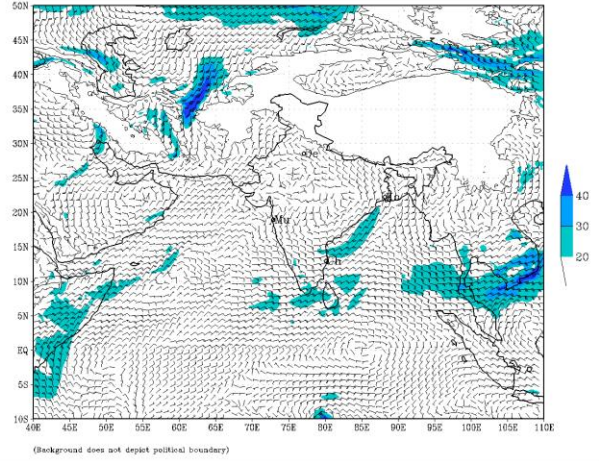 50N
45N
40N
35N
30N
25N
20N
15N
10N
5N
EQ
5S
10S
40E 45E 50E 55E 60E 65E 70E 75E 80E 85E 90E 95E 100E 105E 110E
De
Mu
Ch
40
30
20
(Background does not depict political boundary)